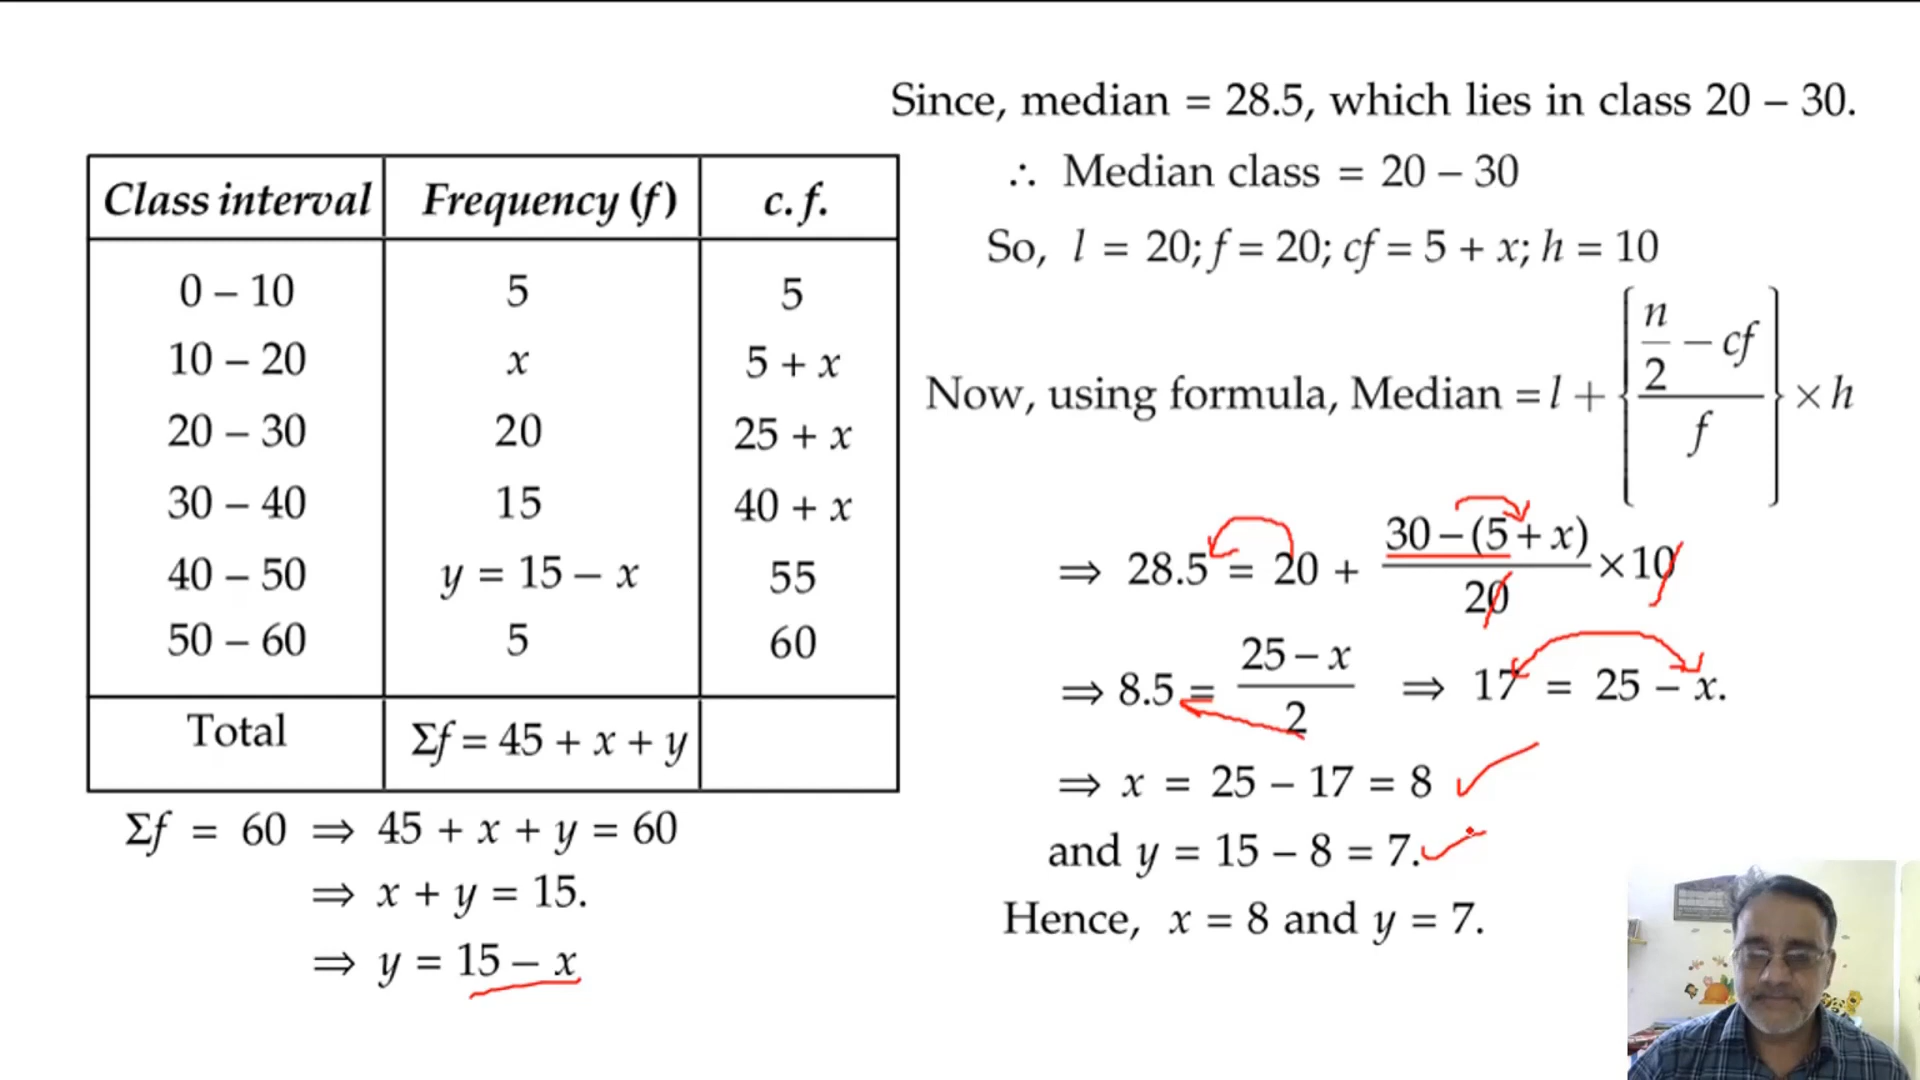 Since, median = 28.5, which lies in class 20 – 30.
∴ Median class = 20 – 30
So, l = 20; f = 20; cf = 5 + x; h = 10
Now, using formula, Median = l + { (n/2 – cf) / f } × h
⇒ 28.5 = 20 + (30 – (5 + x)) / 20 × 10
⇒ 8.5 = (25 – x) / 2 ⇒ 17 = 25 – x.
⇒ x = 25 – 17 = 8
and y = 15 – 8 = 7.
Hence, x = 8 and y = 7.
Class interval Frequency (f) c. f.
0 – 10 5 5
10 – 20 x 5 + x
20 – 30 20 25 + x
30 – 40 15 40 + x
40 – 50 y = 15 – x 55
50 – 60 5 60
Total Σf = 45 + x + y
Σf = 60 ⇒ 45 + x + y = 60
⇒ x + y = 15.
⇒ y = 15 – x